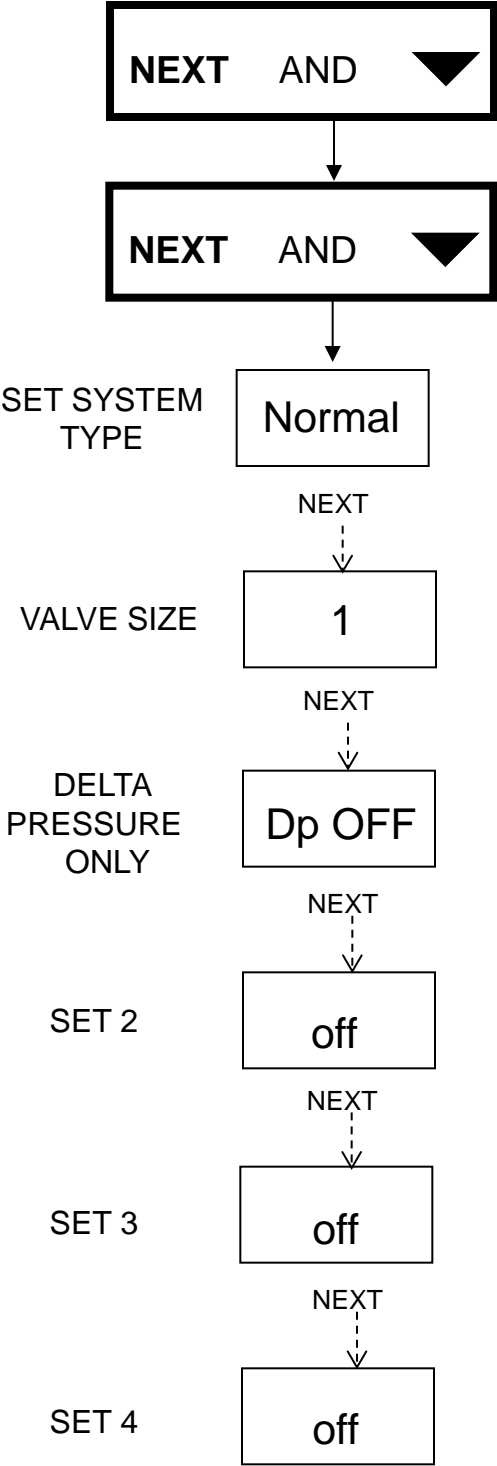 NEXT AND
NEXT AND
SET SYSTEM
TYPE
Normal
NEXT
VALVE SIZE
1
NEXT
DELTA
PRESSURE
ONLY
Dp OFF
NEXT
SET 2
off
NEXT
SET 3
off
NEXT
SET 4
off